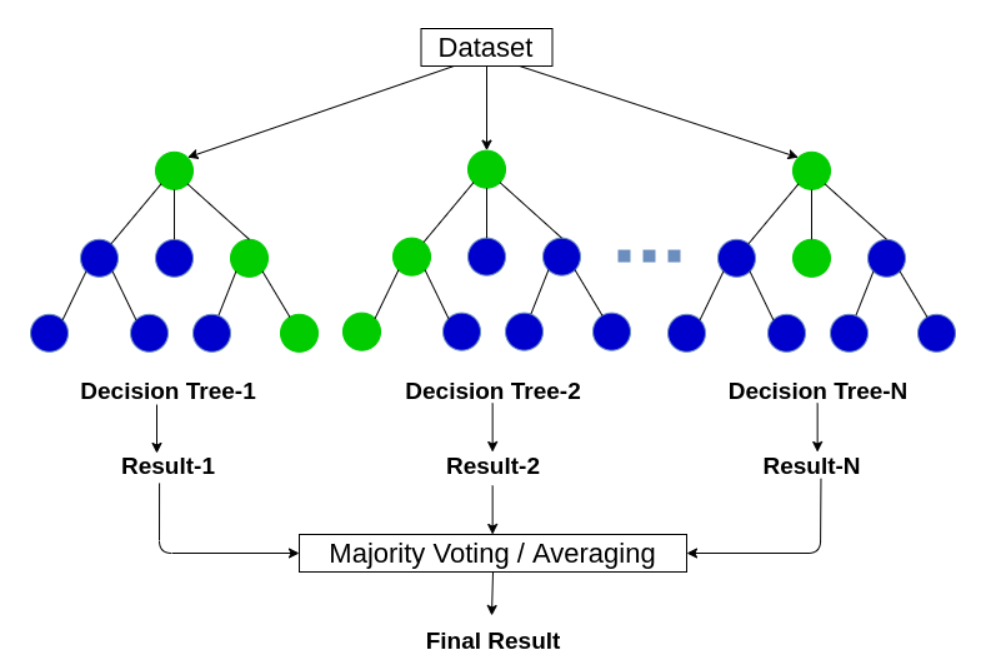 Dataset
Decision Tree-1
Decision Tree-2
Decision Tree-N
Result-1
Result-2
Result-N
Majority Voting / Averaging
Final Result